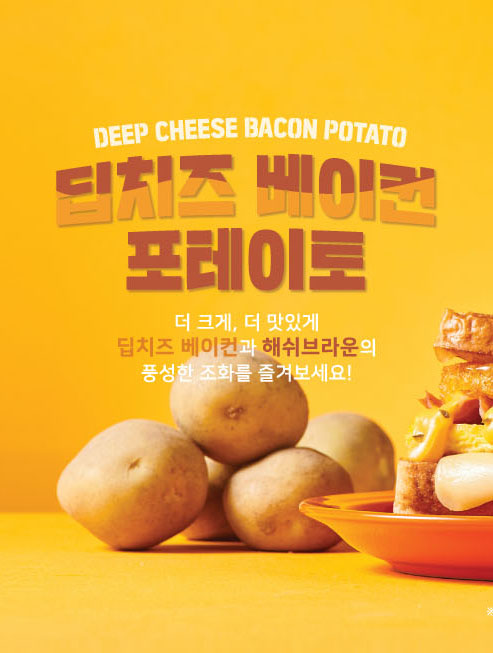 DEEP CHEESE BACON POTATO
딥치즈 베이컨
포테이토
더 크게, 더 맛있게
딥치즈 베이컨과 해쉬브라운의
풍성한 조화를 즐겨보세요!
※